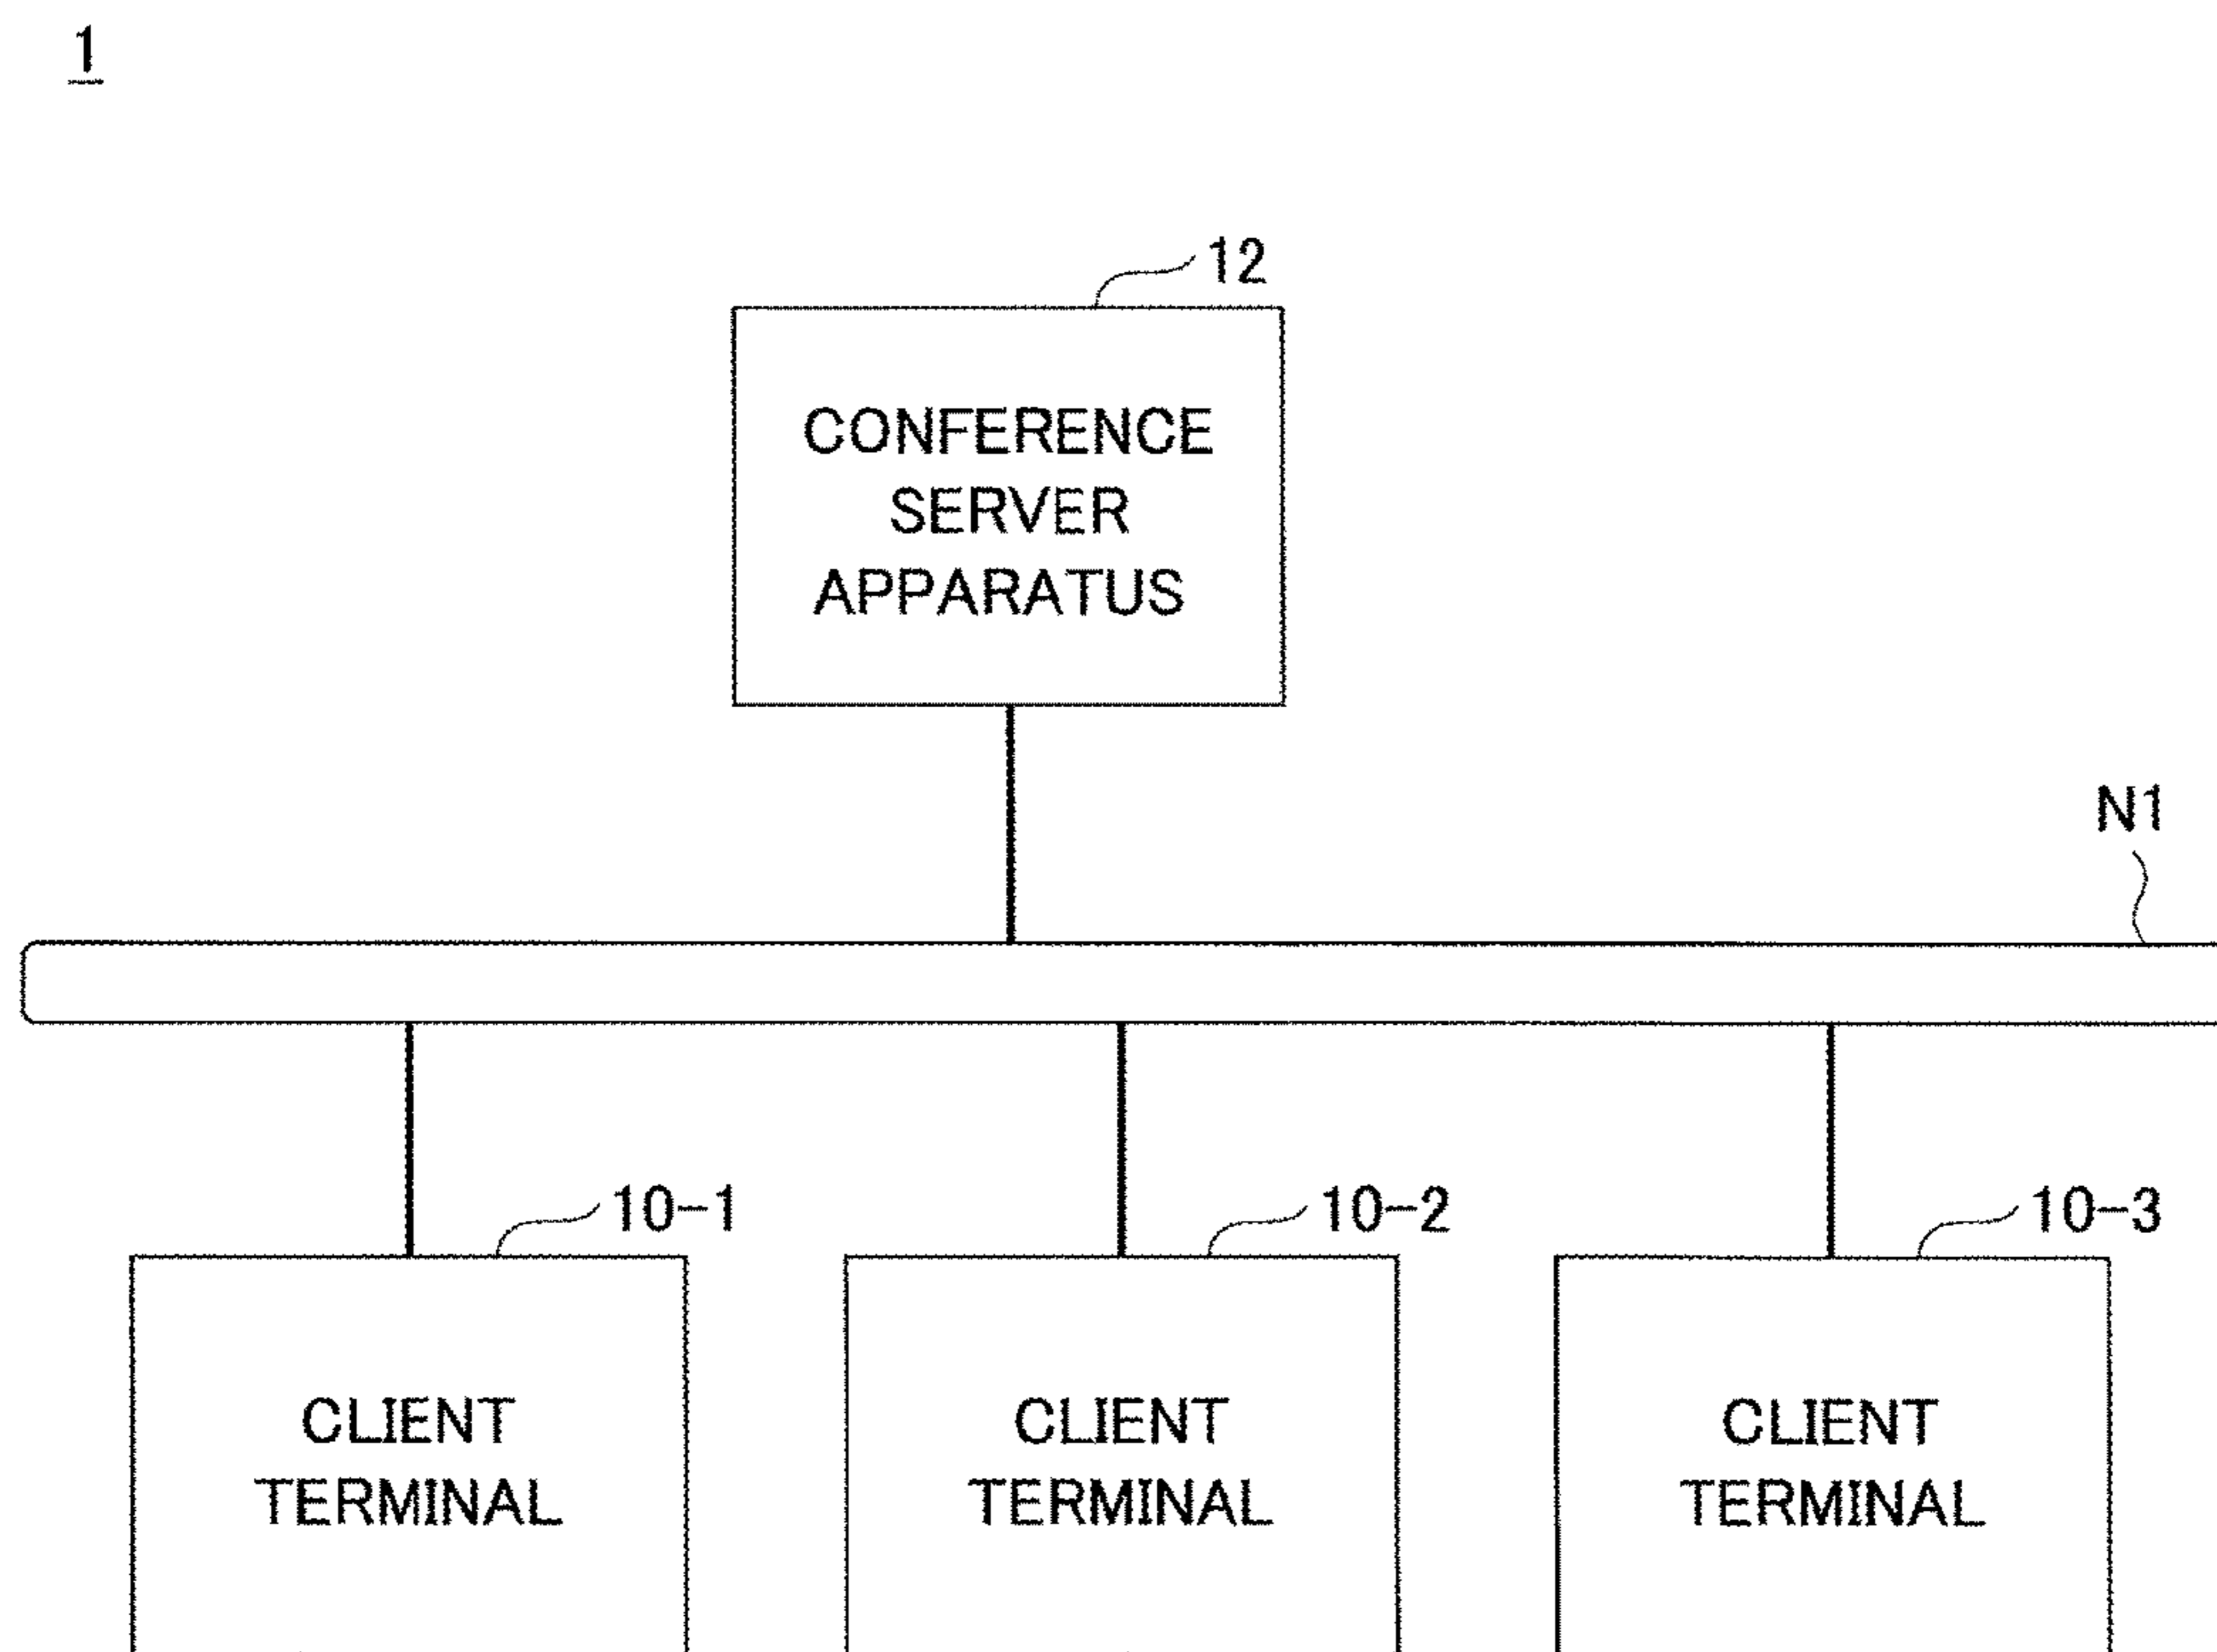 1
12
CONFERENCE
SERVER
APPARATUS
N1
10-1
10-2
10-3
CLIENT
TERMINAL
CLIENT
TERMINAL
CLIENT
TERMINAL